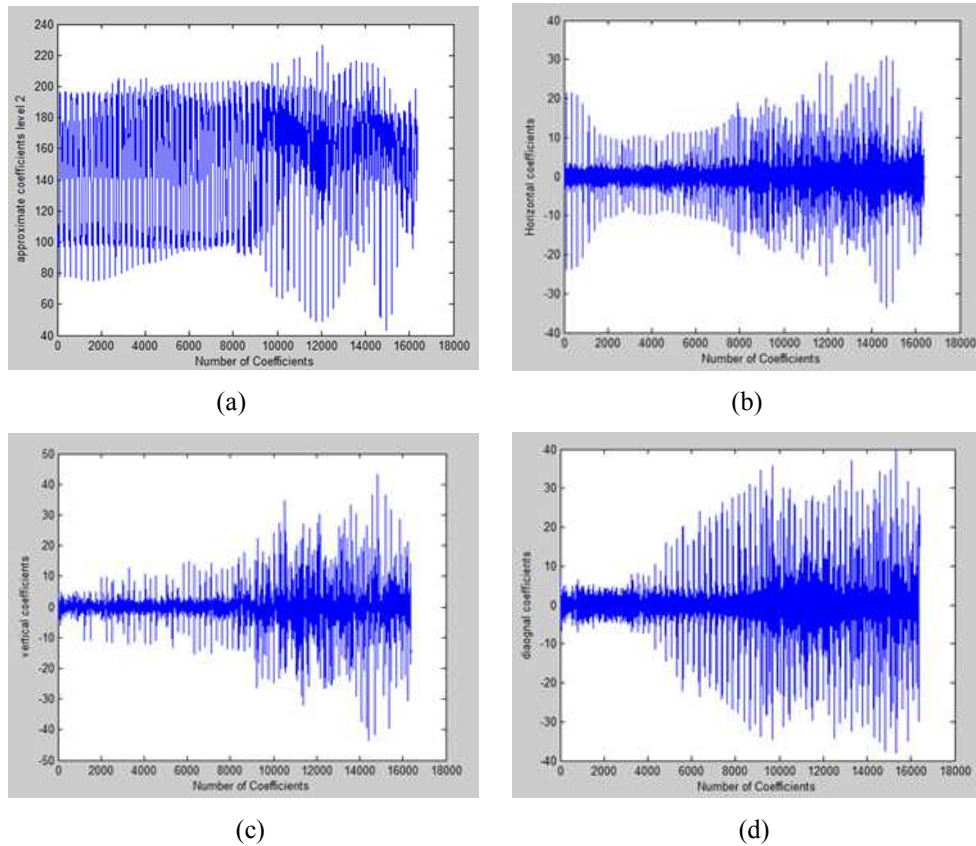 240
220
200
180
160
140
120
100
80
60
40
approximate coefficients level 2
0 2000 4000 6000 8000 10000 12000 14000 16000 18000
Number of Coefficients
(a)
40
30
20
10
0
-10
-20
-30
-40
Horizontal coefficients
0 2000 4000 6000 8000 10000 12000 14000 16000 18000
Number of Coefficients
(b)
50
40
30
20
10
0
-10
-20
-30
-40
-50
vertical coefficients
0 2000 4000 6000 8000 10000 12000 14000 16000 18000
Number of Coefficients
(c)
40
30
20
10
0
-10
-20
-30
-40
diaognal coefficients
0 2000 4000 6000 8000 10000 12000 14000 16000 18000
Number of Coefficients
(d)